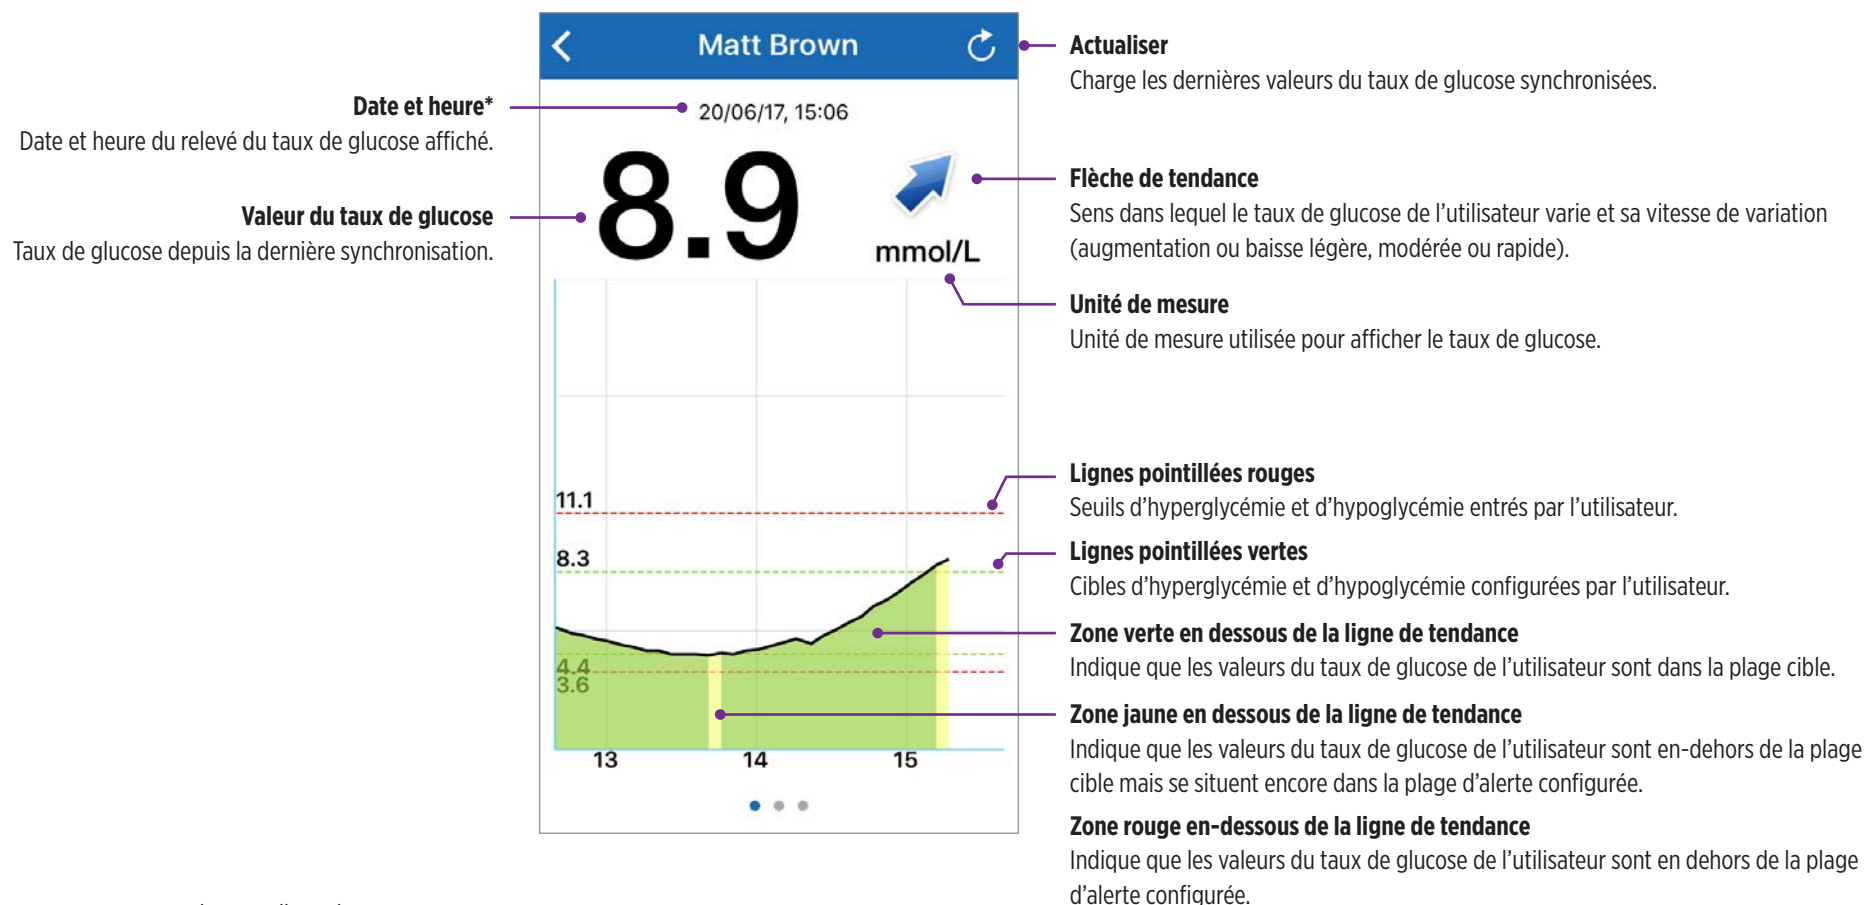 Matt Brown
20/06/17, 15:06
8.9
mmol/L
11.1
8.3
4.4
3.6
13
14
15
Date et heure*
Date et heure du relevé du taux de glucose affiché.
Valeur du taux de glucose
Taux de glucose depuis la dernière synchronisation.
Actualiser
Charge les dernières valeurs du taux de glucose synchronisées.
Flèche de tendance
Sens dans lequel le taux de glucose de l’utilisateur varie et sa vitesse de variation
(augmentation ou baisse légère, modérée ou rapide).
Unité de mesure
Unité de mesure utilisée pour afficher le taux de glucose.
Lignes pointillées rouges
Seuils d’hyperglycémie et d’hypoglycémie entrés par l’utilisateur.
Lignes pointillées vertes
Cibles d’hyperglycémie et d’hypoglycémie configurées par l’utilisateur.
Zone verte en dessous de la ligne de tendance
Indique que les valeurs du taux de glucose de l’utilisateur sont dans la plage cible.
Zone jaune en dessous de la ligne de tendance
Indique que les valeurs du taux de glucose de l’utilisateur sont en-dehors de la plage
cible mais se situent encore dans la plage d’alerte configurée.
Zone rouge en-dessous de la ligne de tendance
Indique que les valeurs du taux de glucose de l’utilisateur sont en dehors de la plage
d’alerte configurée.